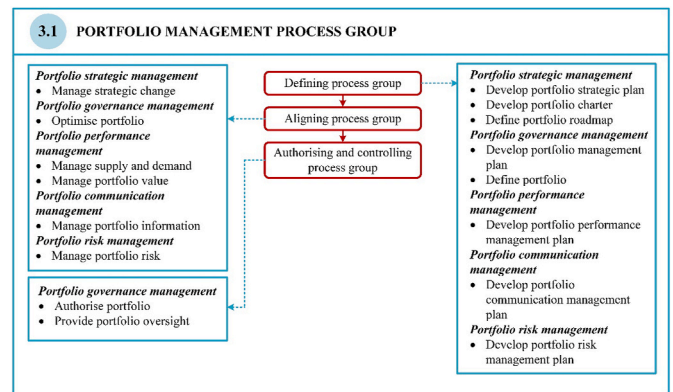 3.1 PORTFOLIO MANAGEMENT PROCESS GROUP
Portfolio strategic management
• Manage strategic change
Portfolio governance management
• Optimise portfolio
Portfolio performance
management
• Manage supply and demand
• Manage portfolio value
Portfolio communication
management
• Manage portfolio information
Portfolio risk management
• Manage portfolio risk
Portfolio governance management
• Authorise portfolio
• Provide portfolio oversight
Defining process group
Aligning process group
Authorising and controlling
process group
Portfolio strategic management
• Develop portfolio strategic plan
• Develop portfolio charter
• Define portfolio roadmap
Portfolio governance management
• Develop portfolio management
plan
• Define portfolio
Portfolio performance
management
• Develop portfolio performance
management plan
Portfolio communication
management
• Develop portfolio
communication management
plan
Portfolio risk management
• Develop portfolio risk
management plan